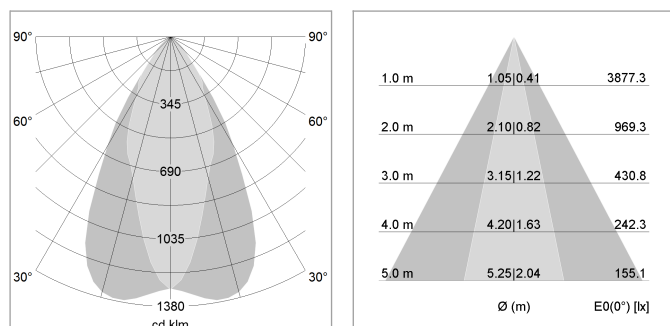 90° 90°
345
60° 60°
690
1035
30° 30°
1380
cd klm
1.0 m 1.05|0.41 3877.3
2.0 m 2.10|0.82 969.3
3.0 m 3.15|1.22 430.8
4.0 m 4.20|1.63 242.3
5.0 m 5.25|2.04 155.1
Ø (m) E0(0°) [lx]